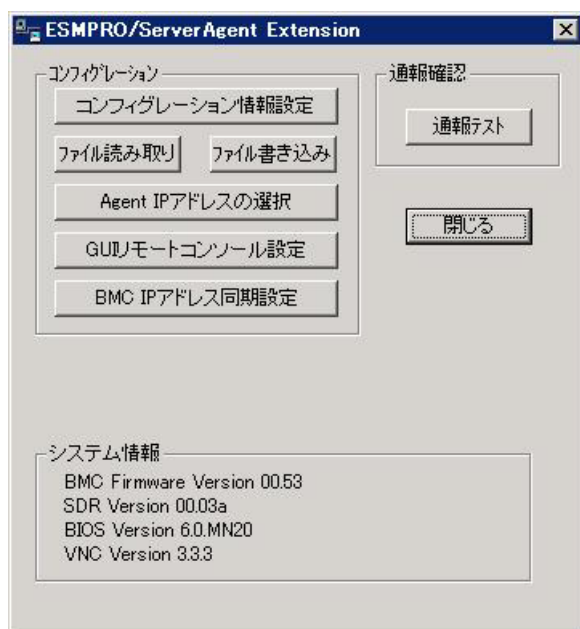 ESMPRO/ServerAgent Extension
コンフィグレーション
コンフィグレーション情報設定
ファイル読み取り
ファイル書き込み
Agent IPアドレスの選択
GUIリモートコンソール設定
BMC IPアドレス同期設定
通報確認
通報テスト
閉じる
システム情報
BMC Firmware Version 00.53
SDR Version 00.03a
BIOS Version 6.0.MN20
VNC Version 3.3.3